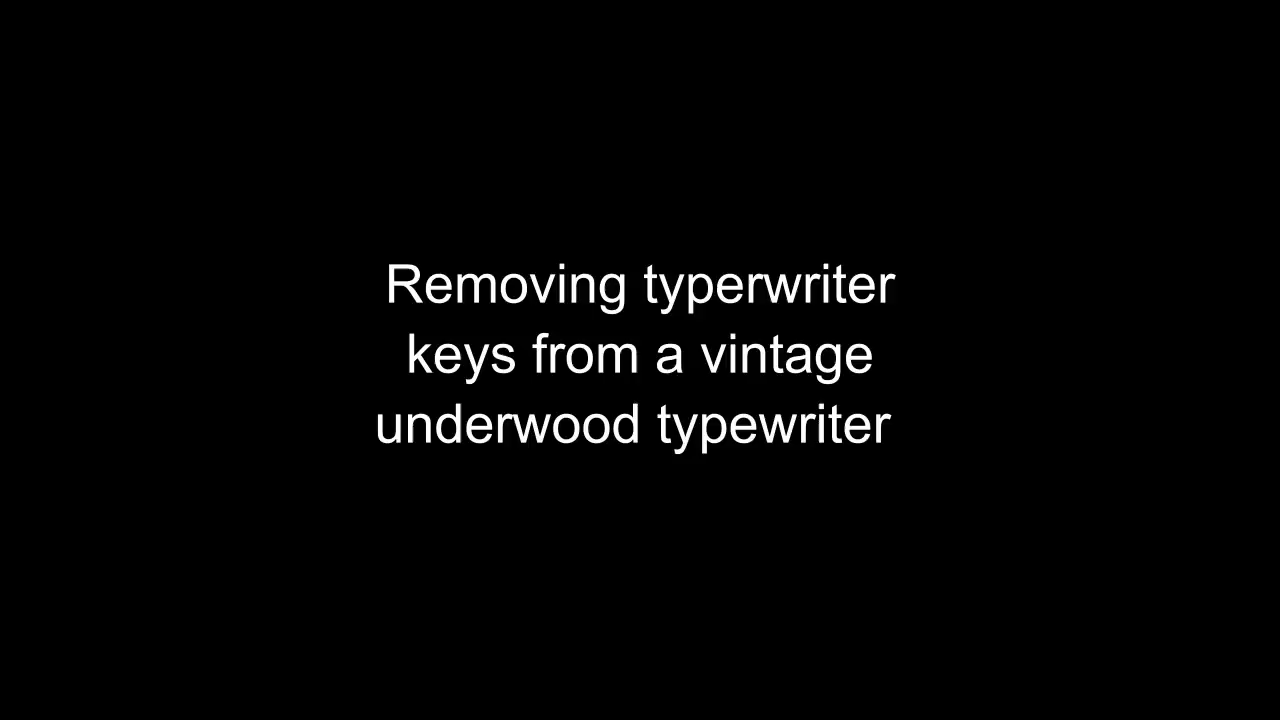 Removing typerwriter
keys from a vintage
underwood typewriter